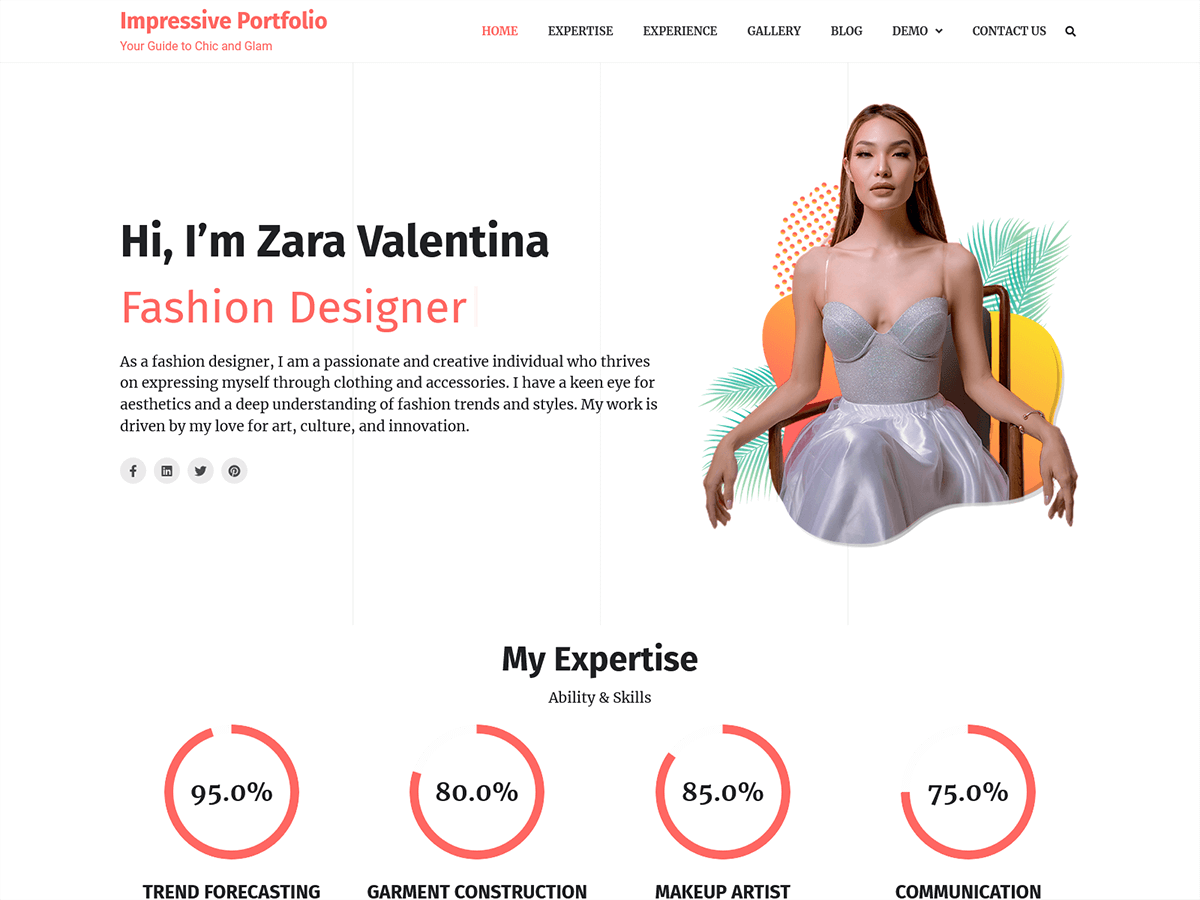 Impressive Portfolio
Your Guide to Chic and Glam
HOME EXPERTISE EXPERIENCE GALLERY BLOG DEMO CONTACT US
Hi, I’m Zara Valentina
Fashion Designer
As a fashion designer, I am a passionate and creative individual who thrives
on expressing myself through clothing and accessories. I have a keen eye for
aesthetics and a deep understanding of fashion trends and styles. My work is
driven by my love for art, culture, and innovation.
My Expertise
Ability & Skills
95.0% 80.0% 85.0% 75.0%
TREND FORECASTING GARMENT CONSTRUCTION MAKEUP ARTIST COMMUNICATION